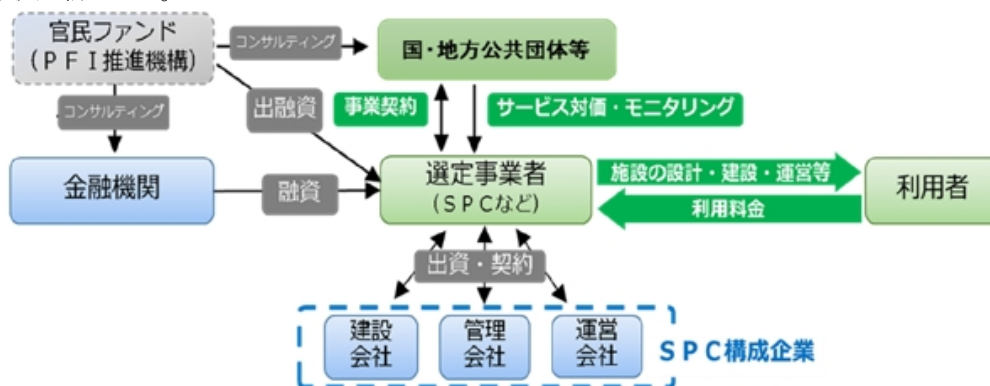 官民ファンド
(ＰＦＩ推進機構)
コンサルティング
国・地方公共団体等
コンサルティング
出融資
事業契約
サービス対価・モニタリング
金融機関
融資
選定事業者
(ＳＰＣなど)
施設の設計・建設・運営等
利用料金
利用者
出資・契約
建設
会社
管理
会社
運営
会社
ＳＰＣ構成企業